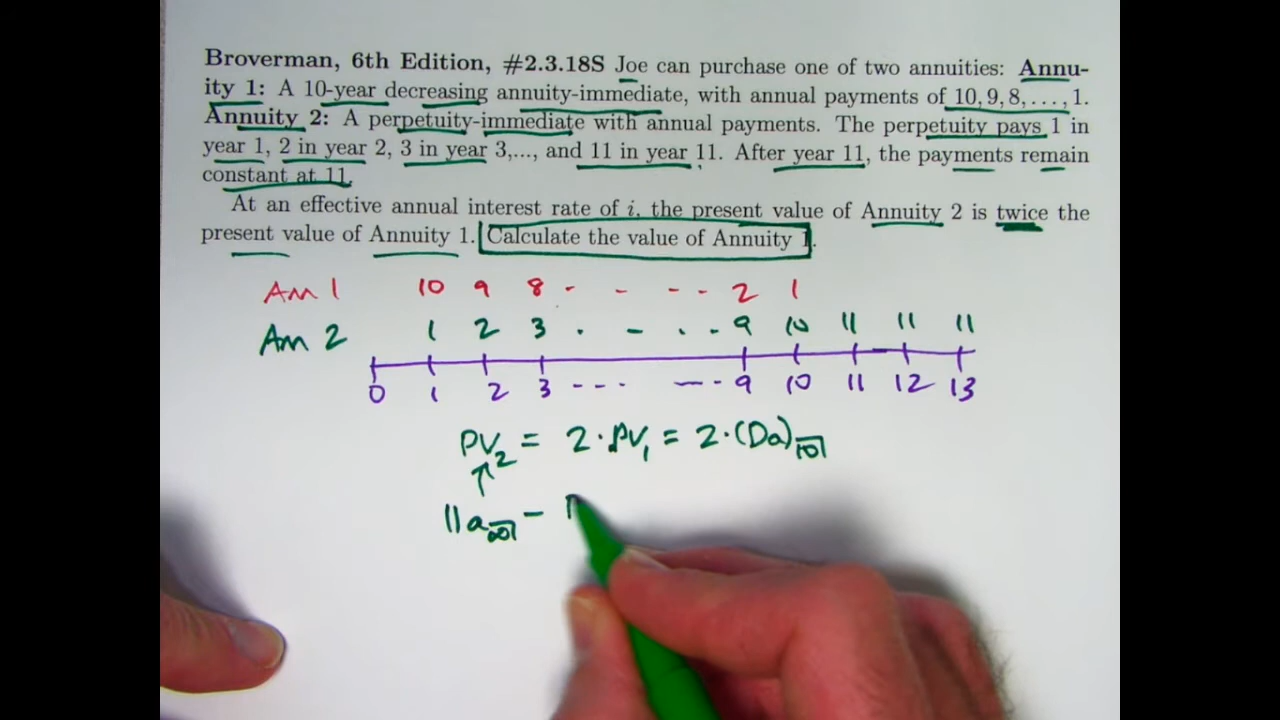 Broverman, 6th Edition, #2.3.18S Joe can purchase one of two annuities: Annu-
ity 1: A 10-year decreasing annuity-immediate, with annual payments of 10, 9, 8, . . . , 1.
Annuity 2: A perpetuity-immediate with annual payments. The perpetuity pays 1 in
year 1, 2 in year 2, 3 in year 3,..., and 11 in year 11. After year 11, the payments remain
constant at 11.
At an effective annual interest rate of i, the present value of Annuity 2 is twice the
present value of Annuity 1. Calculate the value of Annuity 1.
Ann 1 10 9 8 - - - - 2 1
Ann 2 1 2 3 . - . . - 9 10 11 11 11
0 1 2 3 - - - . — - . 9 10 11 12 13
PV₂ = 2 · PV₁ = 2 · (Da)10⌉
↑
11a∞⌉ -